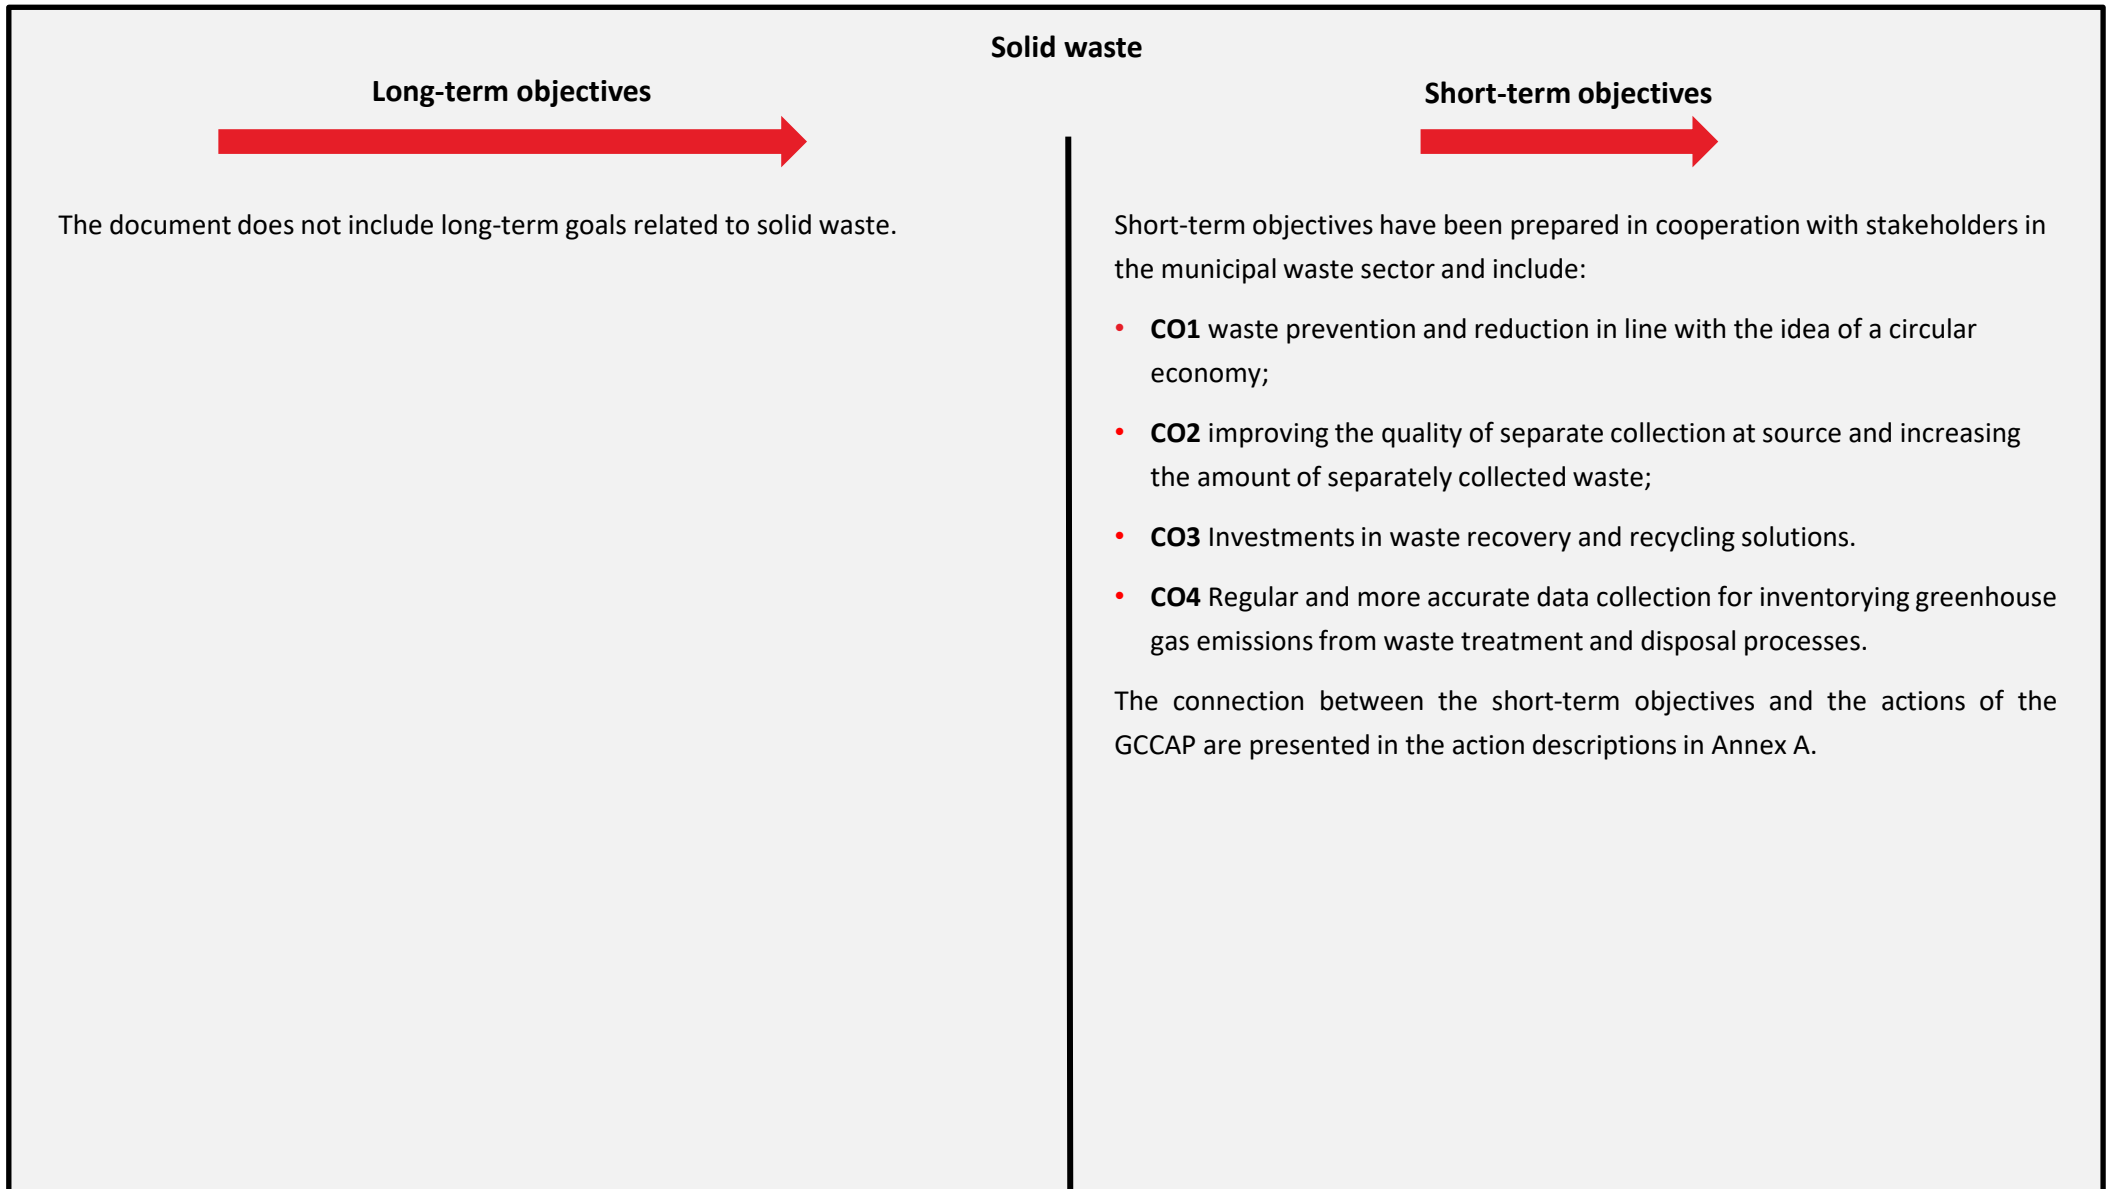 Solid waste
Long-term objectives
The document does not include long-term goals related to solid waste.
Short-term objectives
Short-term objectives have been prepared in cooperation with stakeholders in
the municipal waste sector and include:
• CO1 waste prevention and reduction in line with the idea of a circular
economy;
• CO2 improving the quality of separate collection at source and increasing
the amount of separately collected waste;
• CO3 Investments in waste recovery and recycling solutions.
• CO4 Regular and more accurate data collection for inventorying greenhouse
gas emissions from waste treatment and disposal processes.
The connection between the short-term objectives and the actions of the
GCCAP are presented in the action descriptions in Annex A.